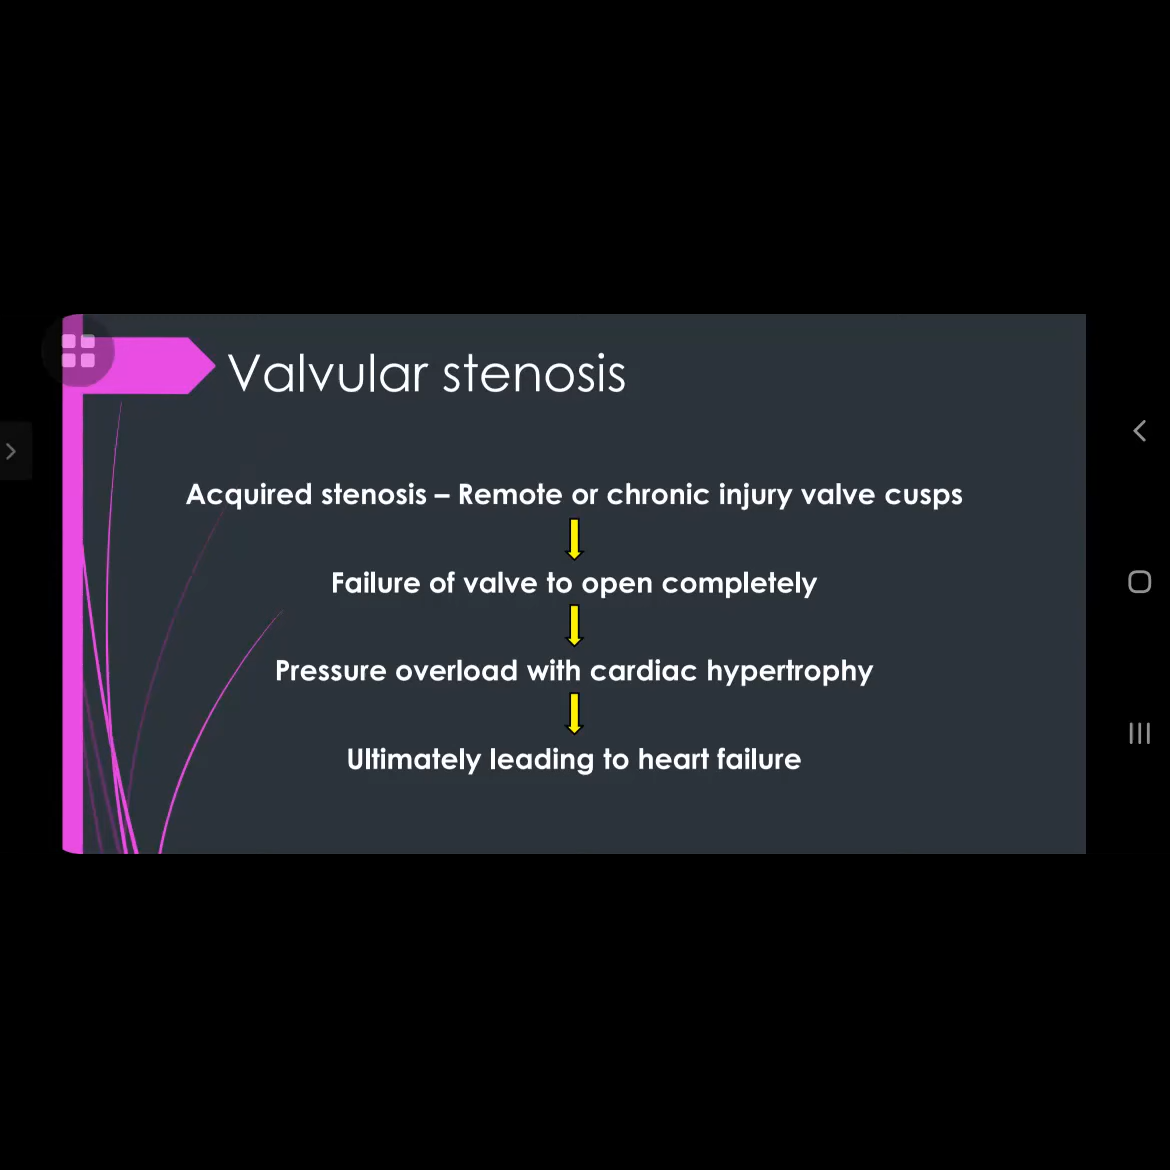 Valvular stenosis
Acquired stenosis – Remote or chronic injury valve cusps
Failure of valve to open completely
Pressure overload with cardiac hypertrophy
Ultimately leading to heart failure